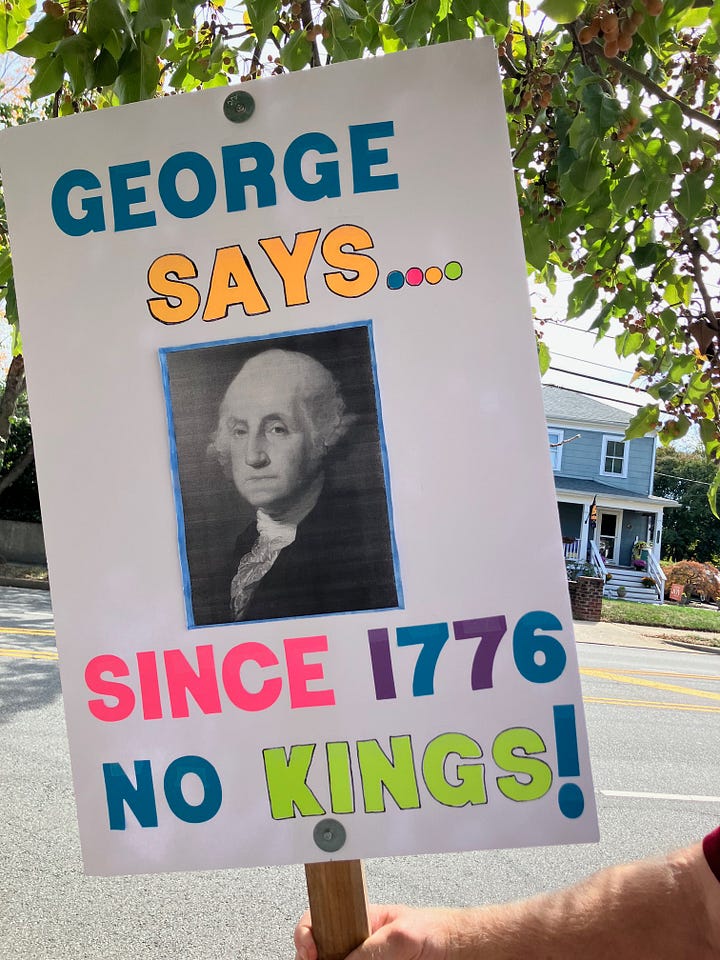 GEORGE
SAYS....
SINCE 1776
NO KINGS!